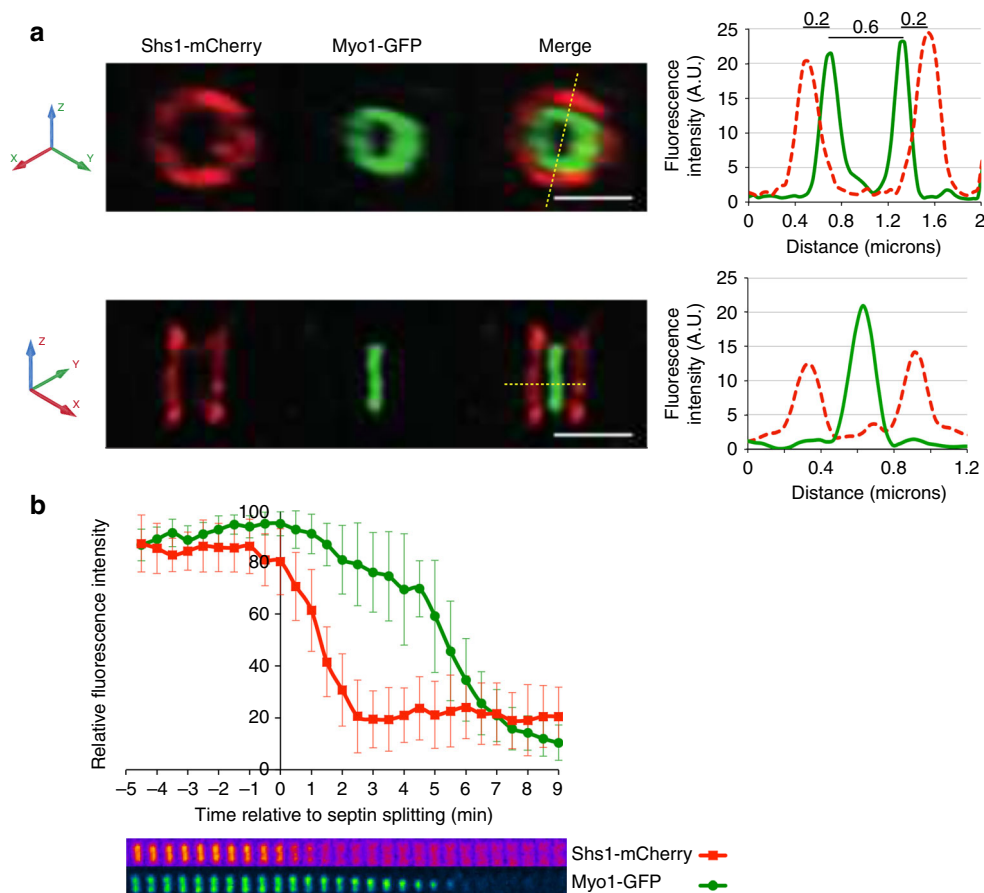 a
Shs1-mCherry Myo1-GFP Merge
Z
X Y
0.2 0.6 0.2
Fluorescence intensity (A.U.)
25
20
15
10
5
0
0 0.4 0.8 1.2 1.6 2
Distance (microns)
Z
Y
X
Fluorescence intensity (A.U.)
25
20
15
10
5
0
0 0.4 0.8 1.2
Distance (microns)
b
Relative fluorescence intensity
100
80
60
40
20
0
–5 –4 –3 –2 –1 0 1 2 3 4 5 6 7 8 9
Time relative to septin splitting (min)
Shs1-mCherry
Myo1-GFP